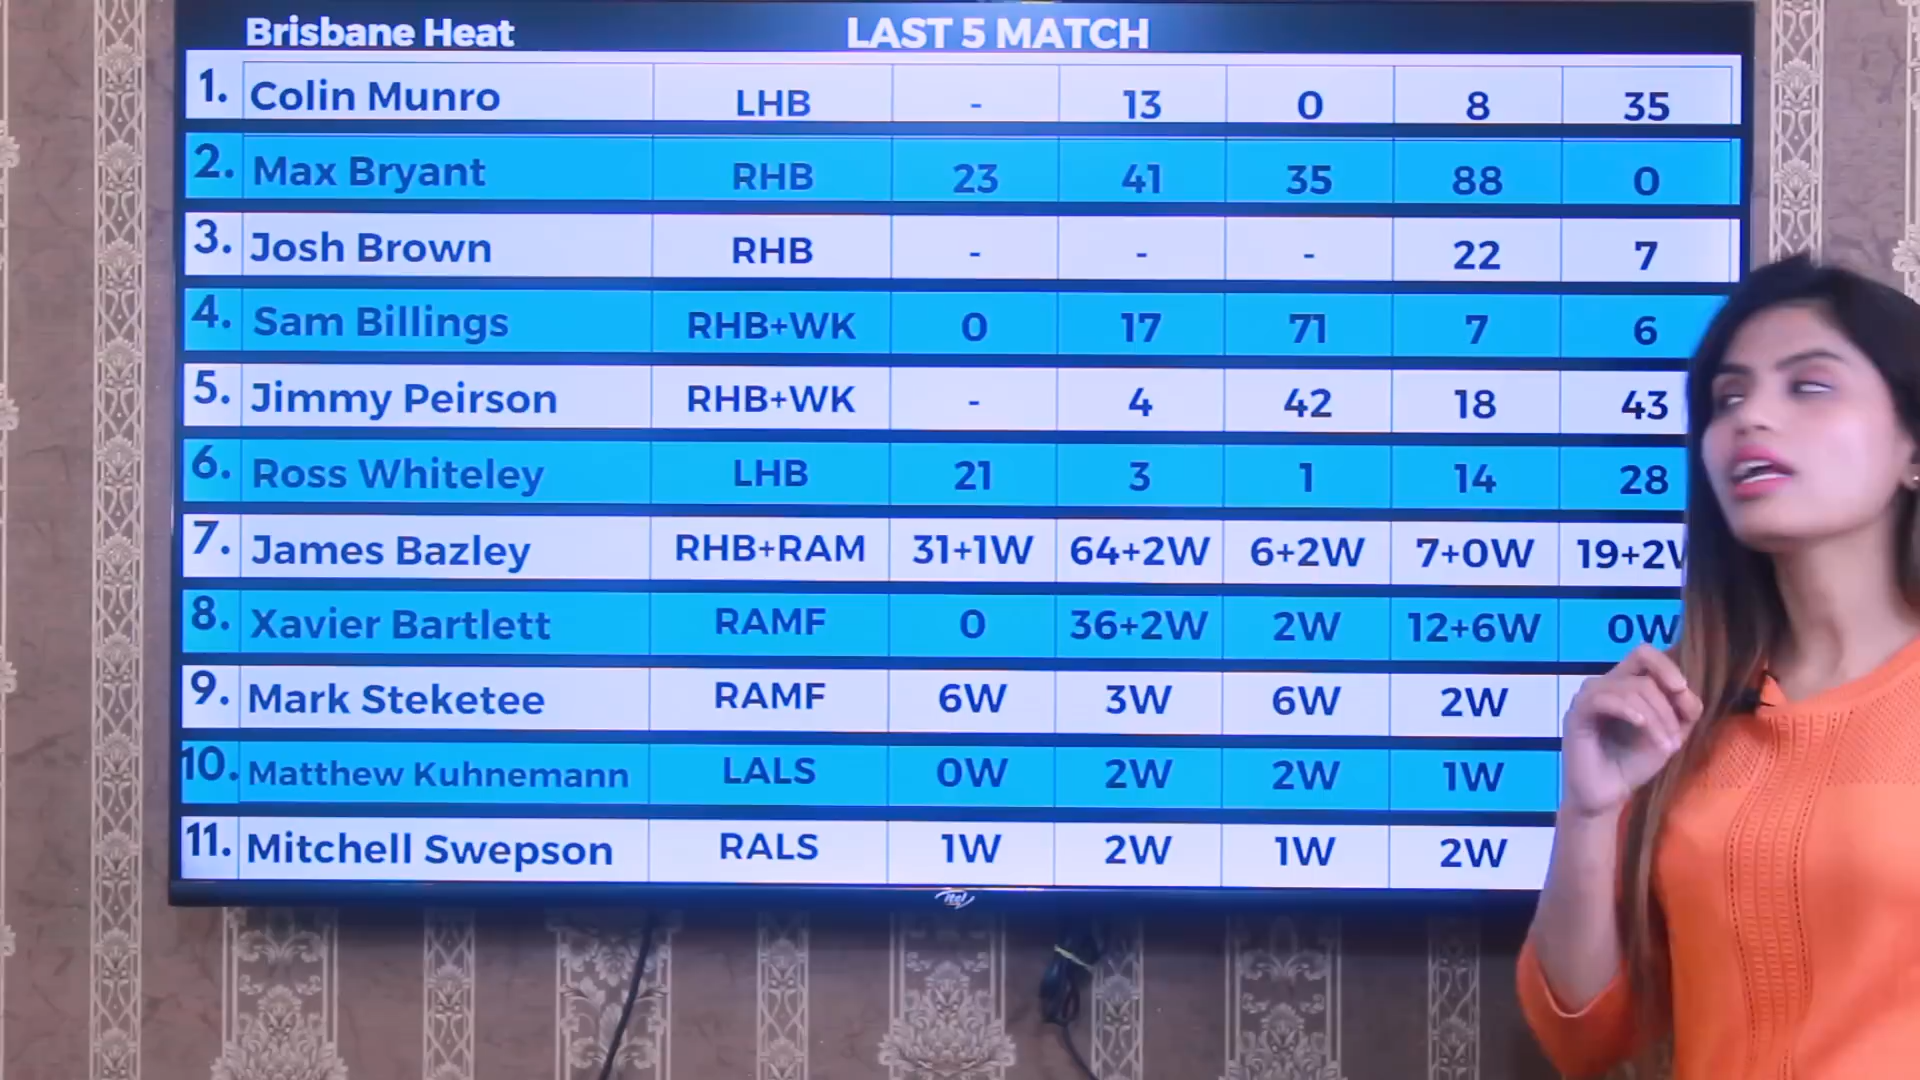 Brisbane Heat LAST 5 MATCH
1. Colin Munro LHB - 13 0 8 35
2. Max Bryant RHB 23 41 35 88 0
3. Josh Brown RHB - - - 22 7
4. Sam Billings RHB+WK 0 17 71 7 6
5. Jimmy Peirson RHB+WK - 4 42 18 43
6. Ross Whiteley LHB 21 3 1 14 28
7. James Bazley RHB+RAM 31+1W 64+2W 6+2W 7+0W 19+2W
8. Xavier Bartlett RAMF 0 36+2W 2W 12+6W 0W
9. Mark Steketee RAMF 6W 3W 6W 2W
10. Matthew Kuhnemann LALS 0W 2W 2W 1W
11. Mitchell Swepson RALS 1W 2W 1W 2W
itel